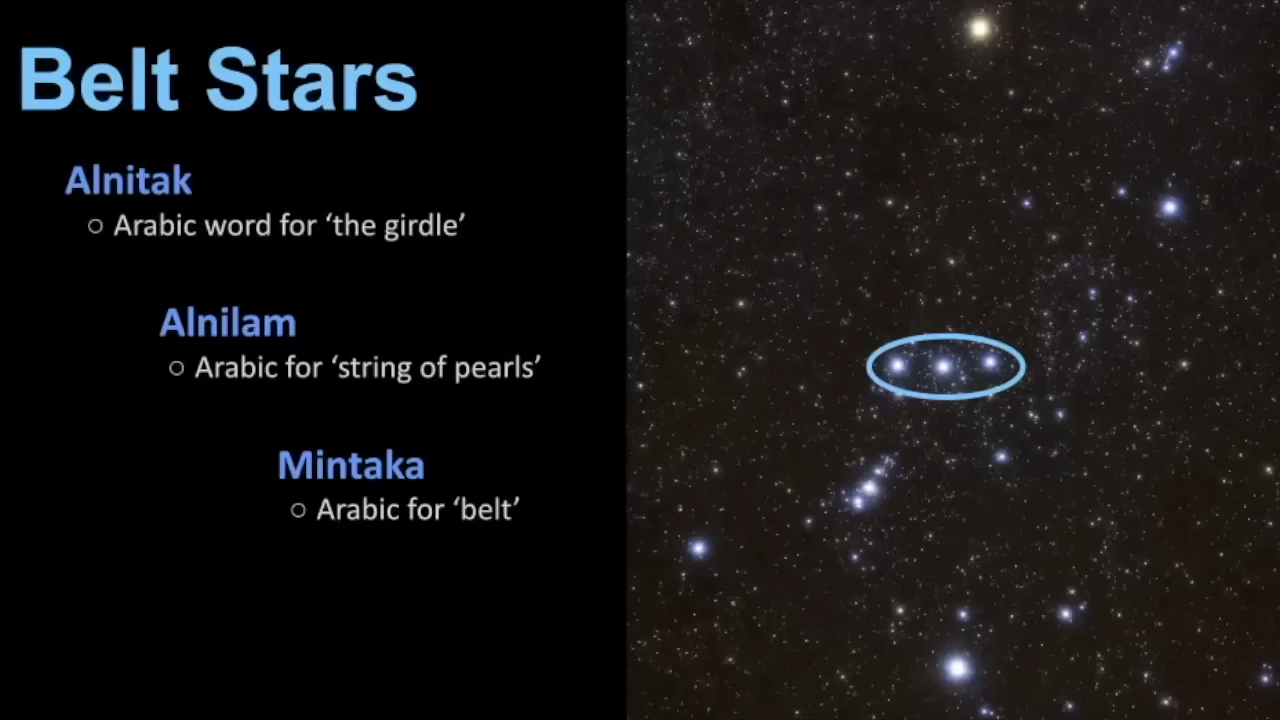 Belt Stars
Alnitak
○ Arabic word for ‘the girdle’
Alnilam
○ Arabic for ‘string of pearls’
Mintaka
○ Arabic for ‘belt’